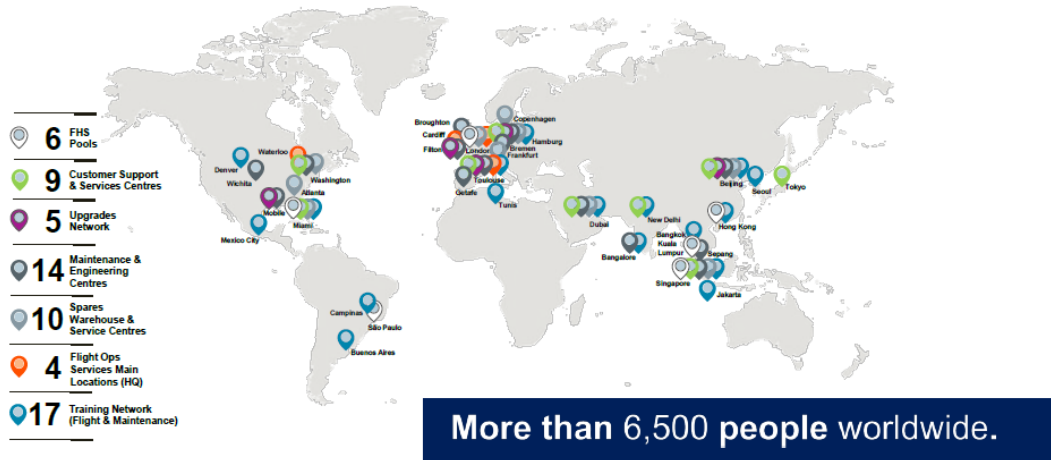 6 FHS
Pools
9 Customer Support
& Services Centres
5 Upgrades
Network
14 Maintenance &
Engineering
Centres
10 Spares
Warehouse &
Service Centres
4 Flight Ops
Services Main
Locations (HQ)
17 Training Network
(Flight & Maintenance)
Waterloo
Denver
Wichita
Washington
Atlanta
Mobile
Miami
Mexico City
Campinas
São Paulo
Buenos Aires
Broughton
Copenhagen
Cardiff
Hamburg
Filton
London
Bremen
Frankfurt
Toulouse
Getafe
Tunis
Dubai
New Delhi
Bangalore
Beijing
Seoul
Tokyo
Hong Kong
Bangkok
Kuala
Lumpur
Sepang
Singapore
Jakarta
More than 6,500 people worldwide.